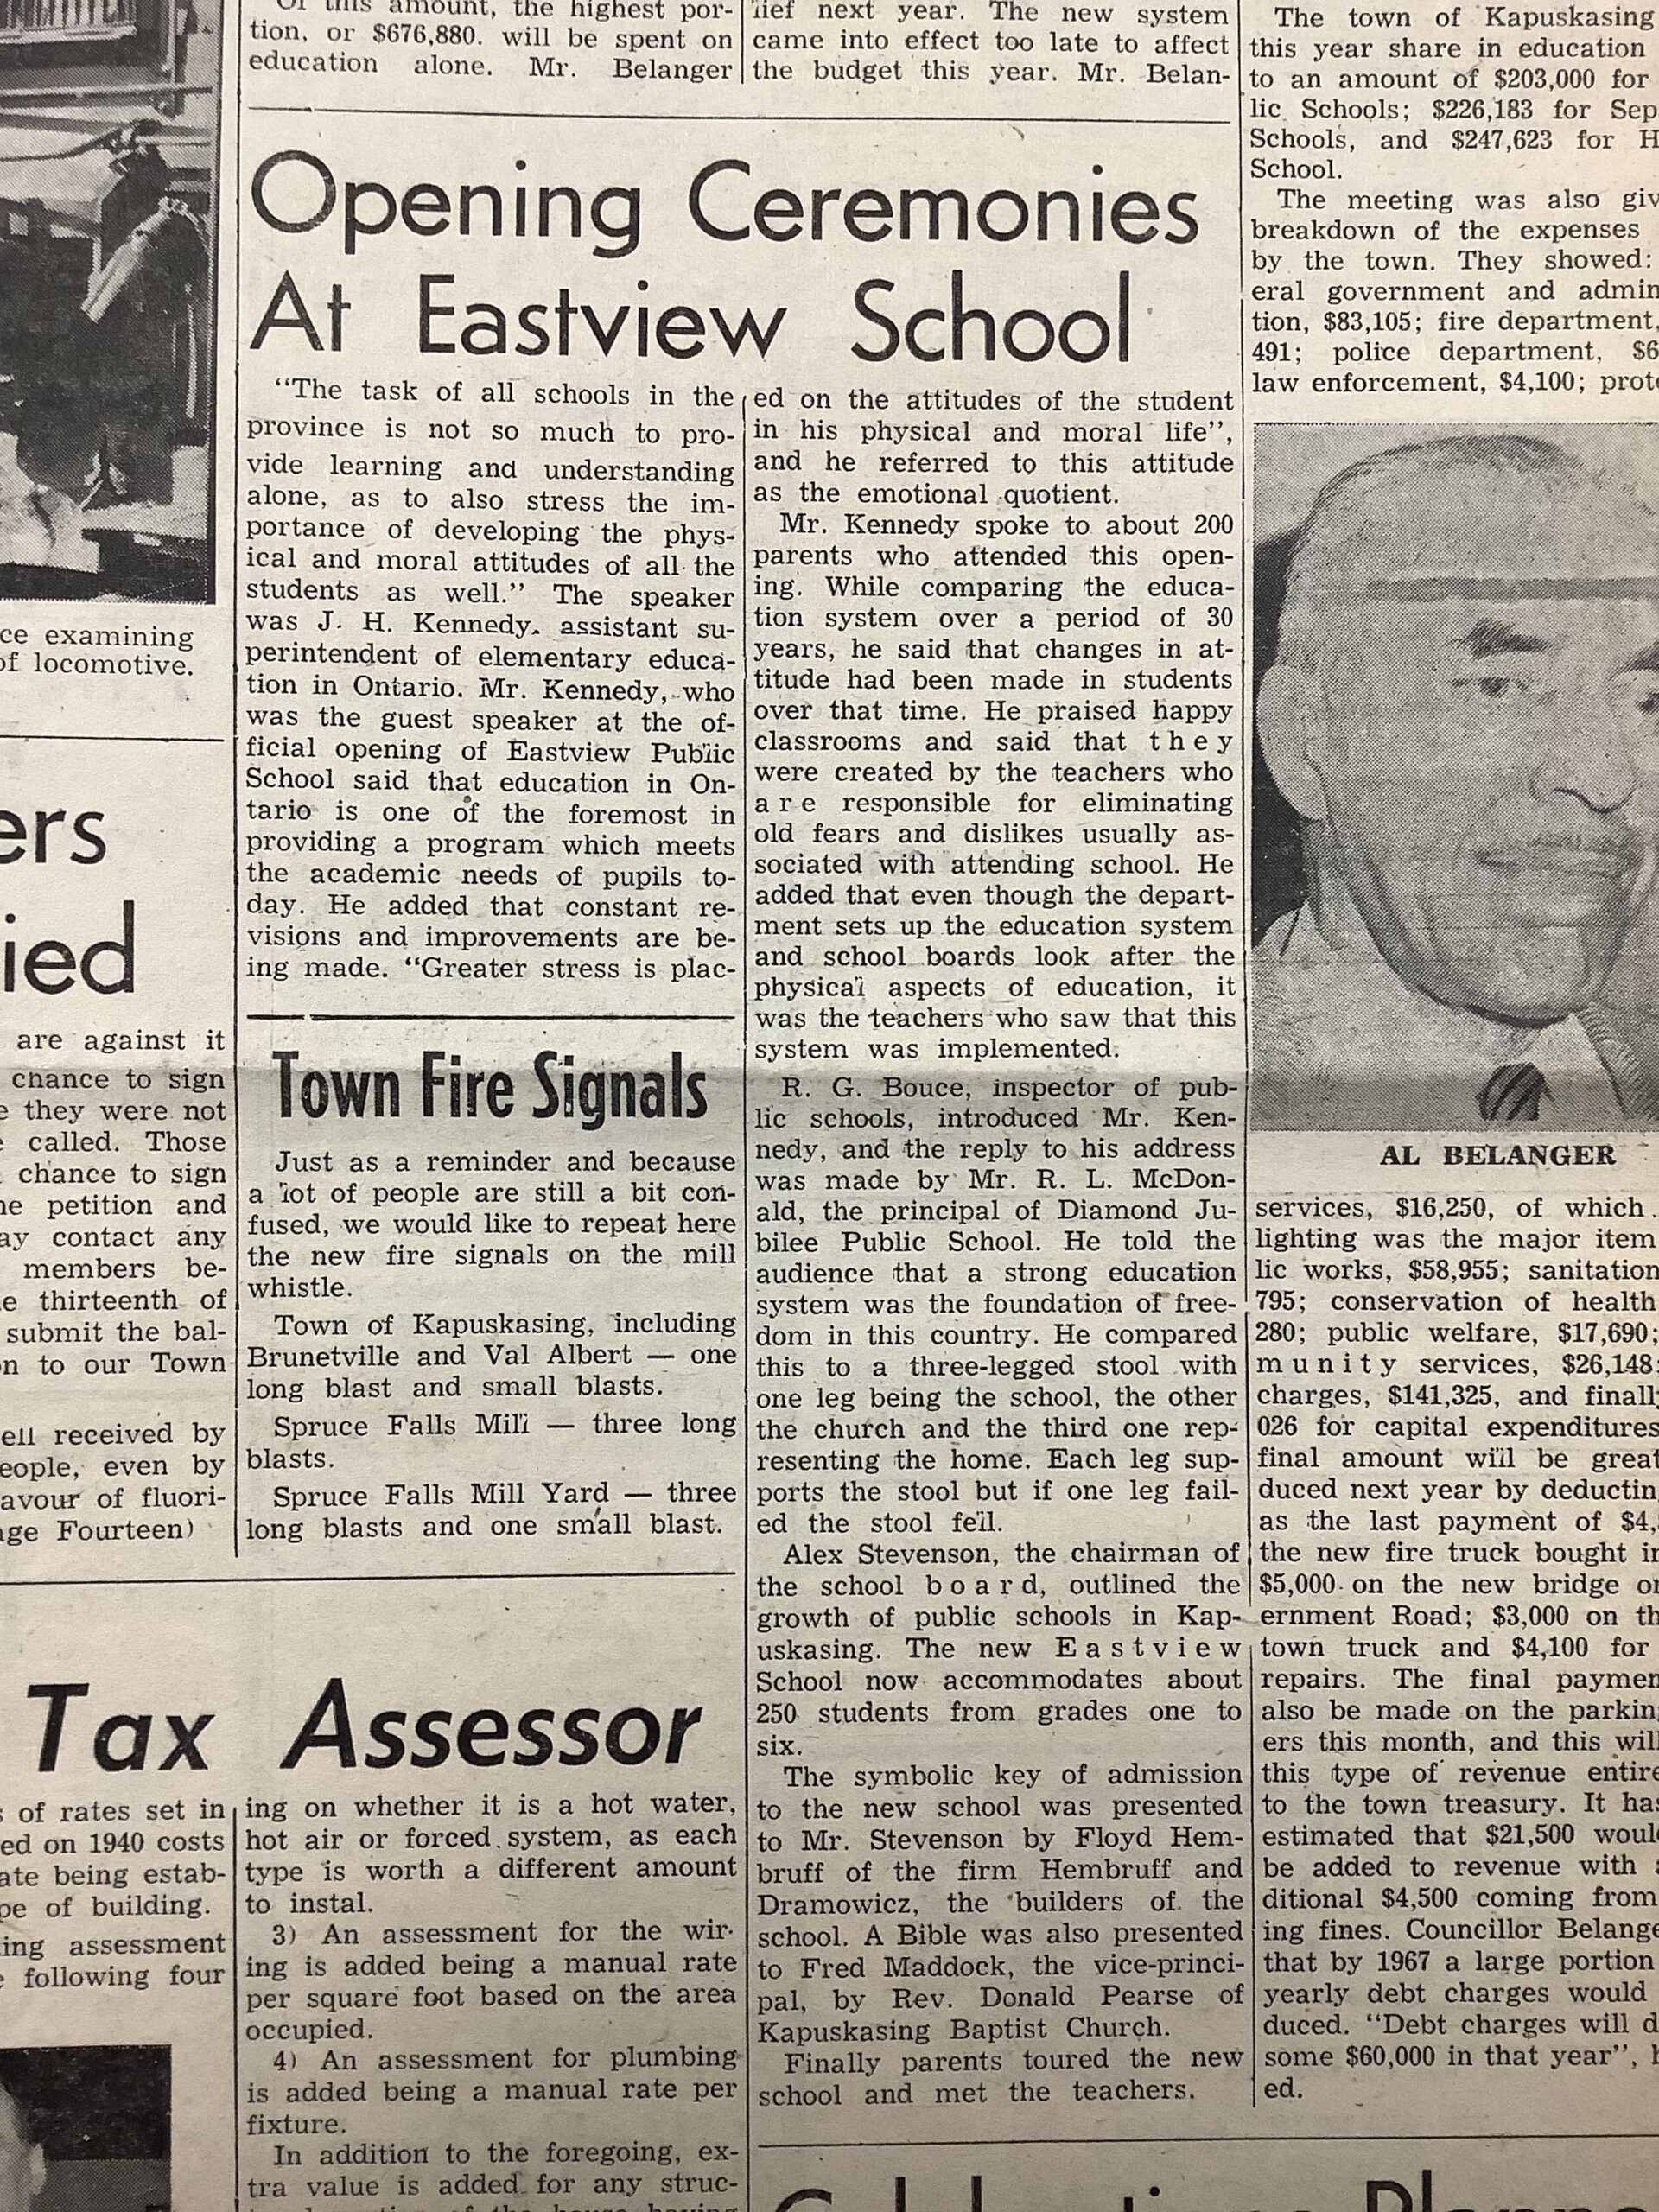 Of this amount, the highest por-
tion, or $676,880. will be spent on
education alone. Mr. Belanger
lief next year. The new system
came into effect too late to affect
the budget this year. Mr. Belan-
Opening Ceremonies
At Eastview School
"The task of all schools in the
province is not so much to pro-
vide learning and understanding
alone, as to also stress the im-
portance of developing the phys-
ical and moral attitudes of all the
students as well." The speaker
was J. H. Kennedy, assistant su-
perintendent of elementary educa-
tion in Ontario. Mr. Kennedy, who
was the guest speaker at the of-
ficial opening of Eastview Public
School said that education in On-
tario is one of the foremost in
providing a program which meets
the academic needs of pupils to-
day. He added that constant re-
visions and improvements are be-
ing made. "Greater stress is plac-
ed on the attitudes of the student
in his physical and moral life",
and he referred to this attitude
as the emotional quotient.
Mr. Kennedy spoke to about 200
parents who attended this open-
ing. While comparing the educa-
tion system over a period of 30
years, he said that changes in at-
titude had been made in students
over that time. He praised happy
classrooms and said that they
were created by the teachers who
are responsible for eliminating
old fears and dislikes usually as-
sociated with attending school. He
added that even though the depart-
ment sets up the education system
and school boards look after the
physical aspects of education, it
was the teachers who saw that this
system was implemented.
R. G. Bouce, inspector of pub-
lic schools, introduced Mr. Ken-
nedy, and the reply to his address
was made by Mr. R. L. McDon-
ald, the principal of Diamond Ju-
bilee Public School. He told the
audience that a strong education
system was the foundation of free-
dom in this country. He compared
this to a three-legged stool with
one leg being the school, the other
the church and the third one rep-
resenting the home. Each leg sup-
ports the stool but if one leg fail-
ed the stool fell.
Alex Stevenson, the chairman of
the school board, outlined the
growth of public schools in Kap-
uskasing. The new Eastview
School now accommodates about
250 students from grades one to
six.
The symbolic key of admission
to the new school was presented
to Mr. Stevenson by Floyd Hem-
bruff of the firm Hembruff and
Dramowicz, the builders of the
school. A Bible was also presented
to Fred Maddock, the vice-princi-
pal, by Rev. Donald Pearse of
Kapuskasing Baptist Church.
Finally parents toured the new
school and met the teachers.
Town Fire Signals
Just as a reminder and because
a lot of people are still a bit con-
fused, we would like to repeat here
the new fire signals on the mill
whistle.
Town of Kapuskasing, including
Brunetville and Val Albert — one
long blast and small blasts.
Spruce Falls Mill — three long
blasts.
Spruce Falls Mill Yard — three
long blasts and one small blast.
ce examining
of locomotive.
ers
ied
are against it
chance to sign
e they were not
called. Those
chance to sign
he petition and
ay contact any
members be-
e thirteenth of
submit the bal-
on to our Town
ell received by
eople, even by
avour of fluori-
age Fourteen)
Tax Assessor
s of rates set in
ed on 1940 costs
ate being estab-
pe of building.
ing assessment
e following four
ing on whether it is a hot water,
hot air or forced system, as each
type is worth a different amount
to instal.
3) An assessment for the wir-
ing is added being a manual rate
per square foot based on the area
occupied.
4) An assessment for plumbing
is added being a manual rate per
fixture.
In addition to the foregoing, ex-
tra value is added for any struc-
The town of Kapuskasing
this year share in education
to an amount of $203,000 for
lic Schools; $226,183 for Sep
Schools, and $247,623 for H
School.
The meeting was also giv
breakdown of the expenses
by the town. They showed:
eral government and admin
tion, $83,105; fire department,
491; police department, $6
law enforcement, $4,100; prote
AL BELANGER
services, $16,250, of which
lighting was the major item
lic works, $58,955; sanitation
795; conservation of health
280; public welfare, $17,690;
munity services, $26,148;
charges, $141,325, and finally
026 for capital expenditures
final amount will be great
duced next year by deducting
as the last payment of $4,
the new fire truck bought in
$5,000 on the new bridge on
ernment Road; $3,000 on th
town truck and $4,100 for
repairs. The final paymen
also be made on the parking
ers this month, and this will
this type of revenue entire
to the town treasury. It has
estimated that $21,500 would
be added to revenue with a
ditional $4,500 coming from
ing fines. Councillor Belange
that by 1967 a large portion
yearly debt charges would
duced. "Debt charges will d
some $60,000 in that year", h
ed.